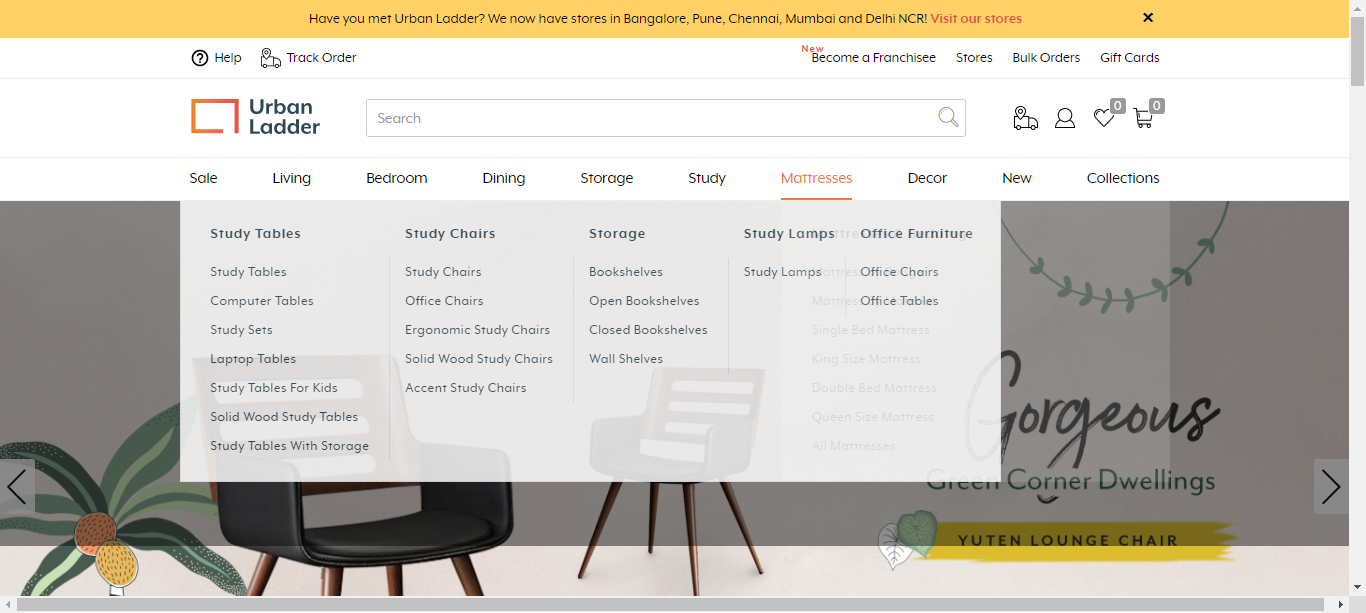 Have you met Urban Ladder? We now have stores in Bangalore, Pune, Chennai, Mumbai and Delhi NCR! Visit our stores
Help Track Order New Become a Franchisee Stores Bulk Orders Gift Cards
Urban
Ladder
Search
0 0
Sale Living Bedroom Dining Storage Study Mattresses Decor New Collections
Study Tables
Study Tables
Computer Tables
Study Sets
Laptop Tables
Study Tables For Kids
Solid Wood Study Tables
Study Tables With Storage
Study Chairs
Study Chairs
Office Chairs
Ergonomic Study Chairs
Solid Wood Study Chairs
Accent Study Chairs
Storage
Bookshelves
Open Bookshelves
Closed Bookshelves
Wall Shelves
Study Lamps
Study Lamps
Office Furniture
Office Chairs
Office Tables
Single Bed Mattress
King Size Mattress
Double Bed Mattress
Queen Size Mattress
All Mattresses
Gorgeous
Green Corner Dwellings
YUTEN LOUNGE CHAIR